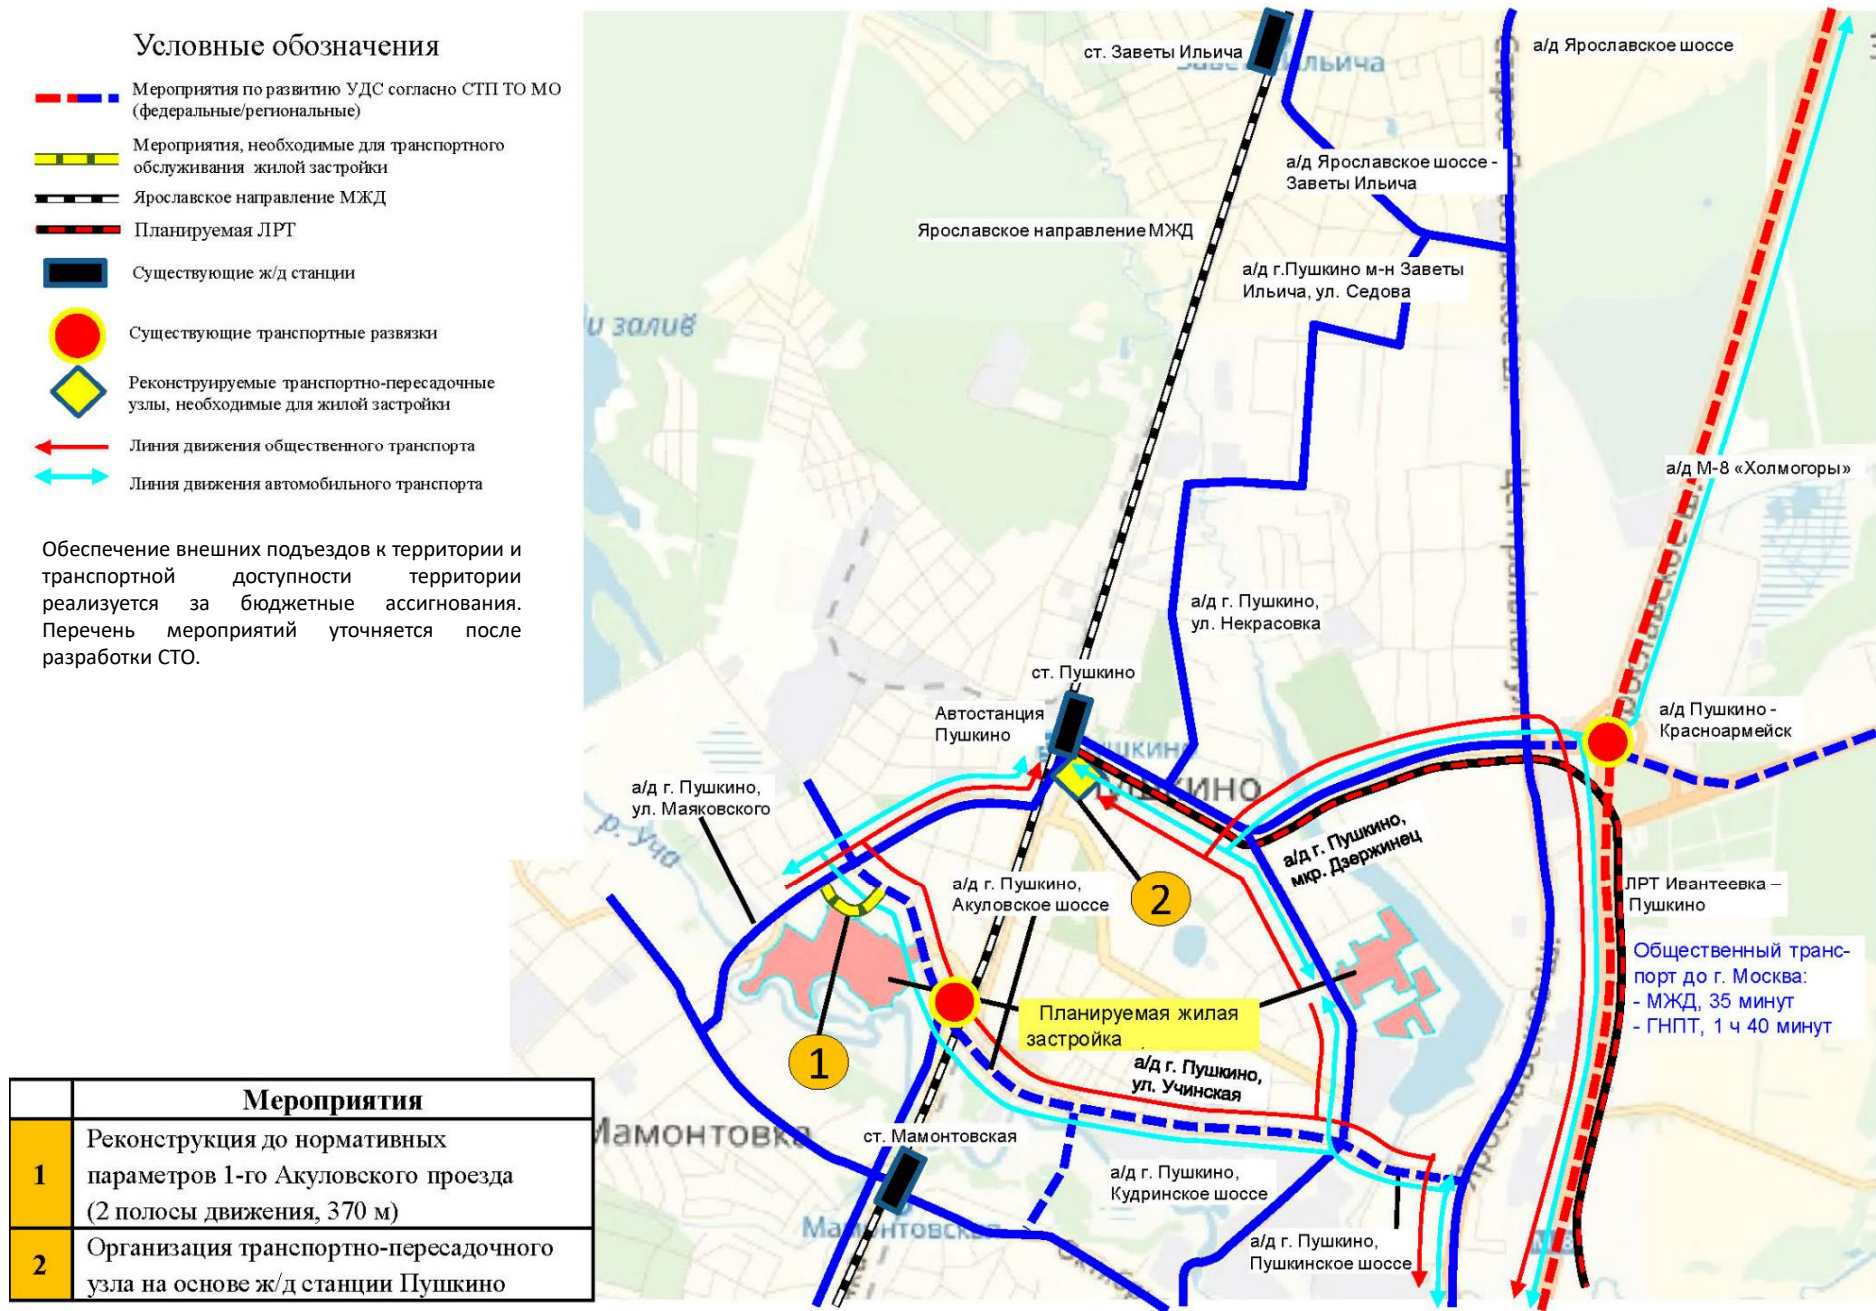 Условные обозначения
Мероприятия по развитию УДС согласно СТП ТО МО
(федеральные/региональные)
Мероприятия, необходимые для транспортного
обслуживания жилой застройки
Ярославское направление МЖД
Планируемая ЛРТ
Существующие ж/д станции
Существующие транспортные развязки
Реконструируемые транспортно-пересадочные
узлы, необходимые для жилой застройки
Линия движения общественного транспорта
Линия движения автомобильного транспорта
Обеспечение внешних подъездов к территории и
транспортной доступности территории
реализуется за бюджетные ассигнования.
Перечень мероприятий уточняется после
разработки СТО.
ст. Заветы Ильича
а/д Ярославское шоссе
а/д Ярославское шоссе -
Заветы Ильича
Ярославское направление МЖД
а/д г.Пушкино м-н Заветы
Ильича, ул. Седова
и залив
а/д М-8 «Холмогоры»
а/д г. Пушкино,
ул. Некрасовка
ст. Пушкино
Автостанция
Пушкино
а/д Пушкино -
Красноармейск
а/д г. Пушкино,
ул. Маяковского
р. Уча
а/д г. Пушкино,
мкр. Дзержинец
а/д г. Пушкино,
Акуловское шоссе
2
ЛРТ Ивантеевка –
Пушкино
Общественный транс-
порт до г. Москва:
- МЖД, 35 минут
- ГНПТ, 1 ч 40 минут
Планируемая жилая
застройка
1
а/д г. Пушкино,
ул. Учинская
Мамонтовка
ст. Мамонтовская
а/д г. Пушкино,
Кудринское шоссе
Мамонтовская
а/д г. Пушкино,
Пушкинское шоссе
Мероприятия
1
Реконструкция до нормативных
параметров 1-го Акуловского проезда
(2 полосы движения, 370 м)
2
Организация транспортно-пересадочного
узла на основе ж/д станции Пушкино